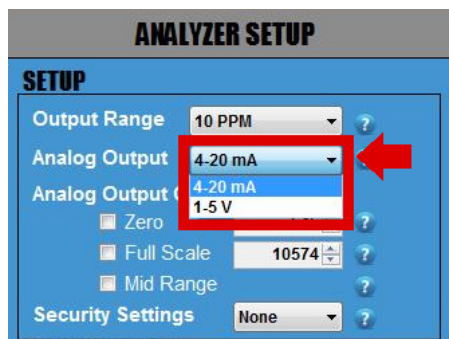 ANALYZER SETUP
SETUP
Output Range 10 PPM ?
Analog Output 4-20 mA
4-20 mA
Analog Output
1-5 V
Zero ?
Full Scale 10574 ?
Mid Range ?
Security Settings None ?